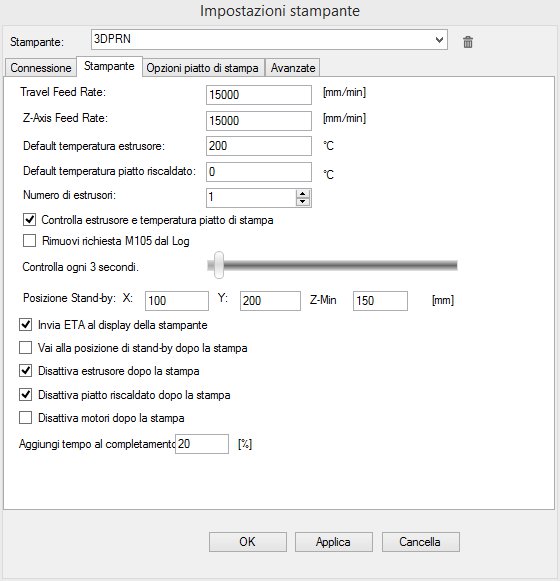 Impostazioni stampante
Stampante: 3DPRN
Connessione Stampante Opzioni piatto di stampa Avanzate
Travel Feed Rate: 15000 [mm/min]
Z-Axis Feed Rate: 15000 [mm/min]
Default temperatura estrusore: 200 °C
Default temperatura piatto riscaldato: 0 °C
Numero di estrusori: 1
Controlla estrusore e temperatura piatto di stampa
Rimuovi richiesta M105 dal Log
Controlla ogni 3 secondi.
Posizione Stand-by: X: 100 Y: 200 Z-Min 150 [mm]
Invia ETA al display della stampante
Vai alla posizione di stand-by dopo la stampa
Disattiva estrusore dopo la stampa
Disattiva piatto riscaldato dopo la stampa
Disattiva motori dopo la stampa
Aggiungi tempo al completamento 20 [%]
OK Applica Cancella